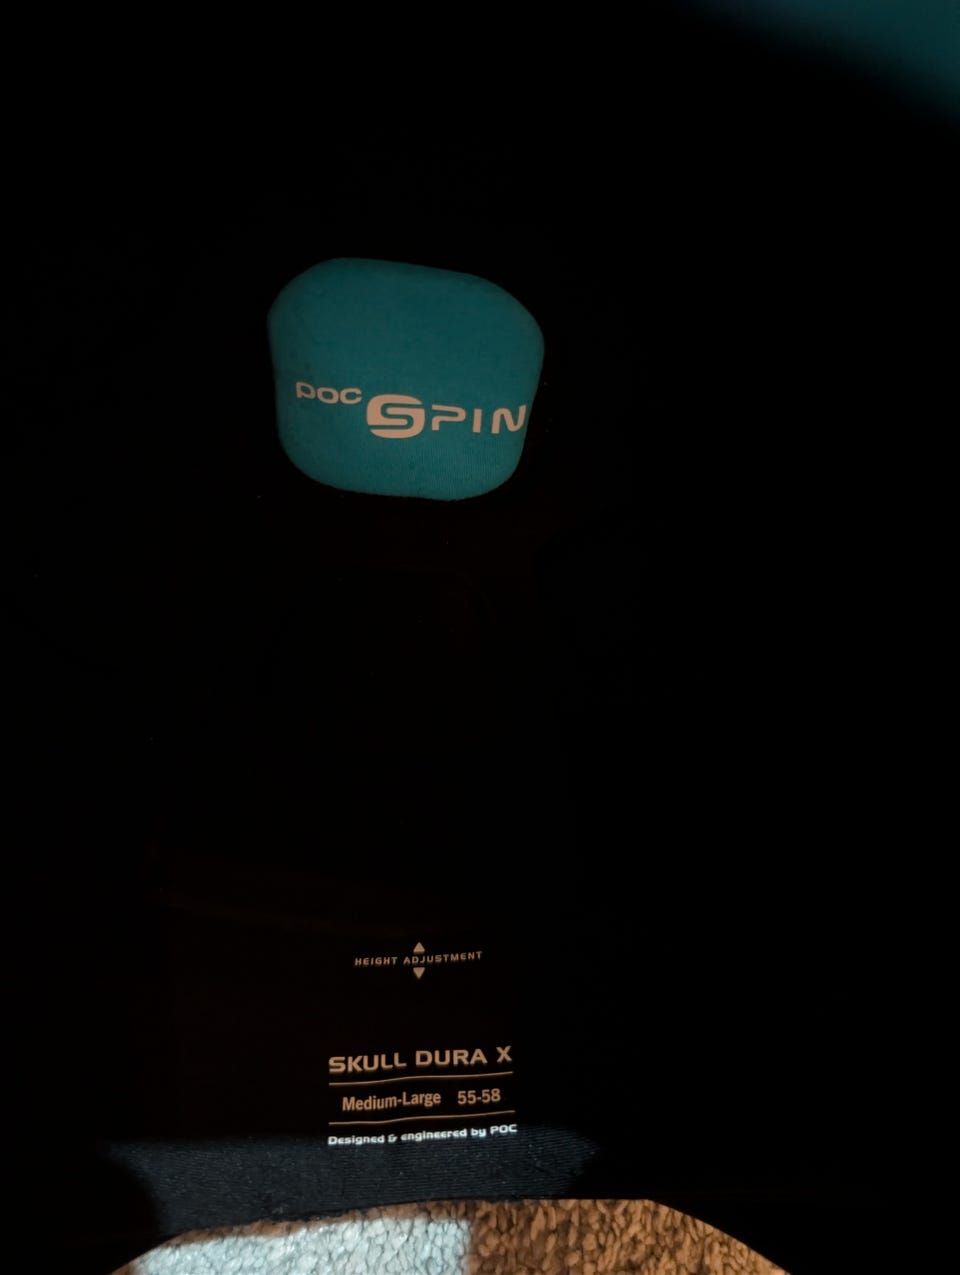 POC SPIN
HEIGHT ADJUSTMENT
SKULL DURA X
Medium-Large 55-58
Designed & engineered by POC